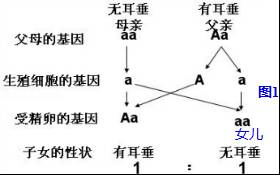 无耳垂 有耳垂
母亲 父亲
父母的基因 aa Aa
生殖细胞的基因 a A a 图1
受精卵的基因 Aa aa
女儿
子女的性状 有耳垂 无耳垂
1 : 1